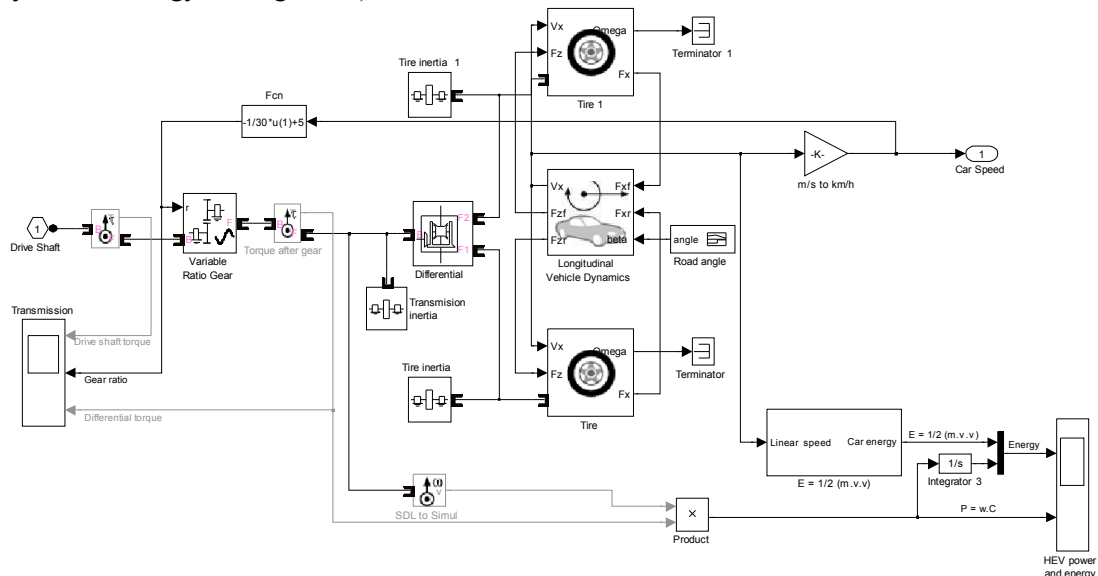 Vx
Omega
Fz
Fx
Terminator 1
Tire 1
Tire inertia 1
Fcn
-1/30*u(1)+5
-K-
m/s to km/h
1
Car Speed
Vx
Fxf
Fzf
Fxr
Fzr
beta
Longitudinal
Vehicle Dynamics
angle
Road angle
1
Drive Shaft
B
F
r
B
F
Variable
Ratio Gear
B
F
Torque after gear
B
F2
F1
Differential
Transmision
inertia
Transmission
Drive shaft torque
Gear ratio
Differential torque
Tire inertia
Vx
Omega
Fz
Fx
Terminator
Tire
Linear speed
Car energy
E = 1/2 (m.v.v)
E = 1/2 (m.v.v)
Energy
1/s
Integrator 3
SDL to Simul
Product
P = w.C
HEV power
and energy